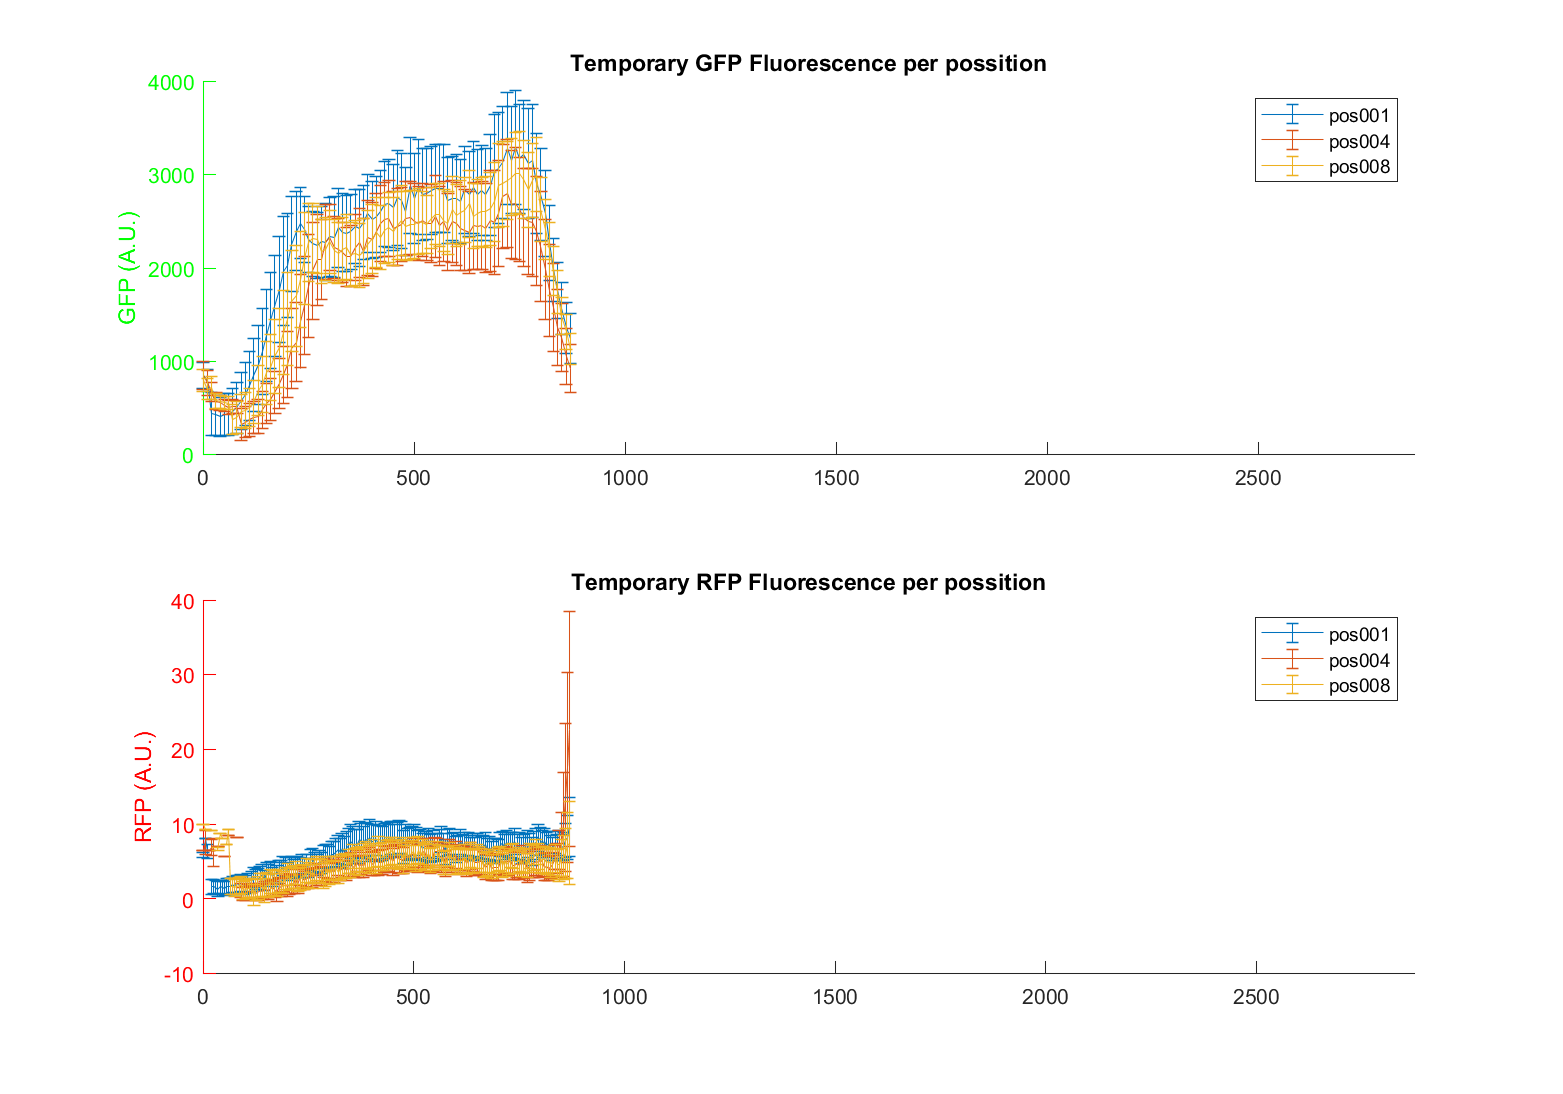 Temporary GFP Fluorescence per possition
4000
3000
2000
1000
0
GFP (A.U.)
0 500 1000 1500 2000 2500
pos001
pos004
pos008
Temporary RFP Fluorescence per possition
40
30
20
10
0
-10
RFP (A.U.)
0 500 1000 1500 2000 2500
pos001
pos004
pos008